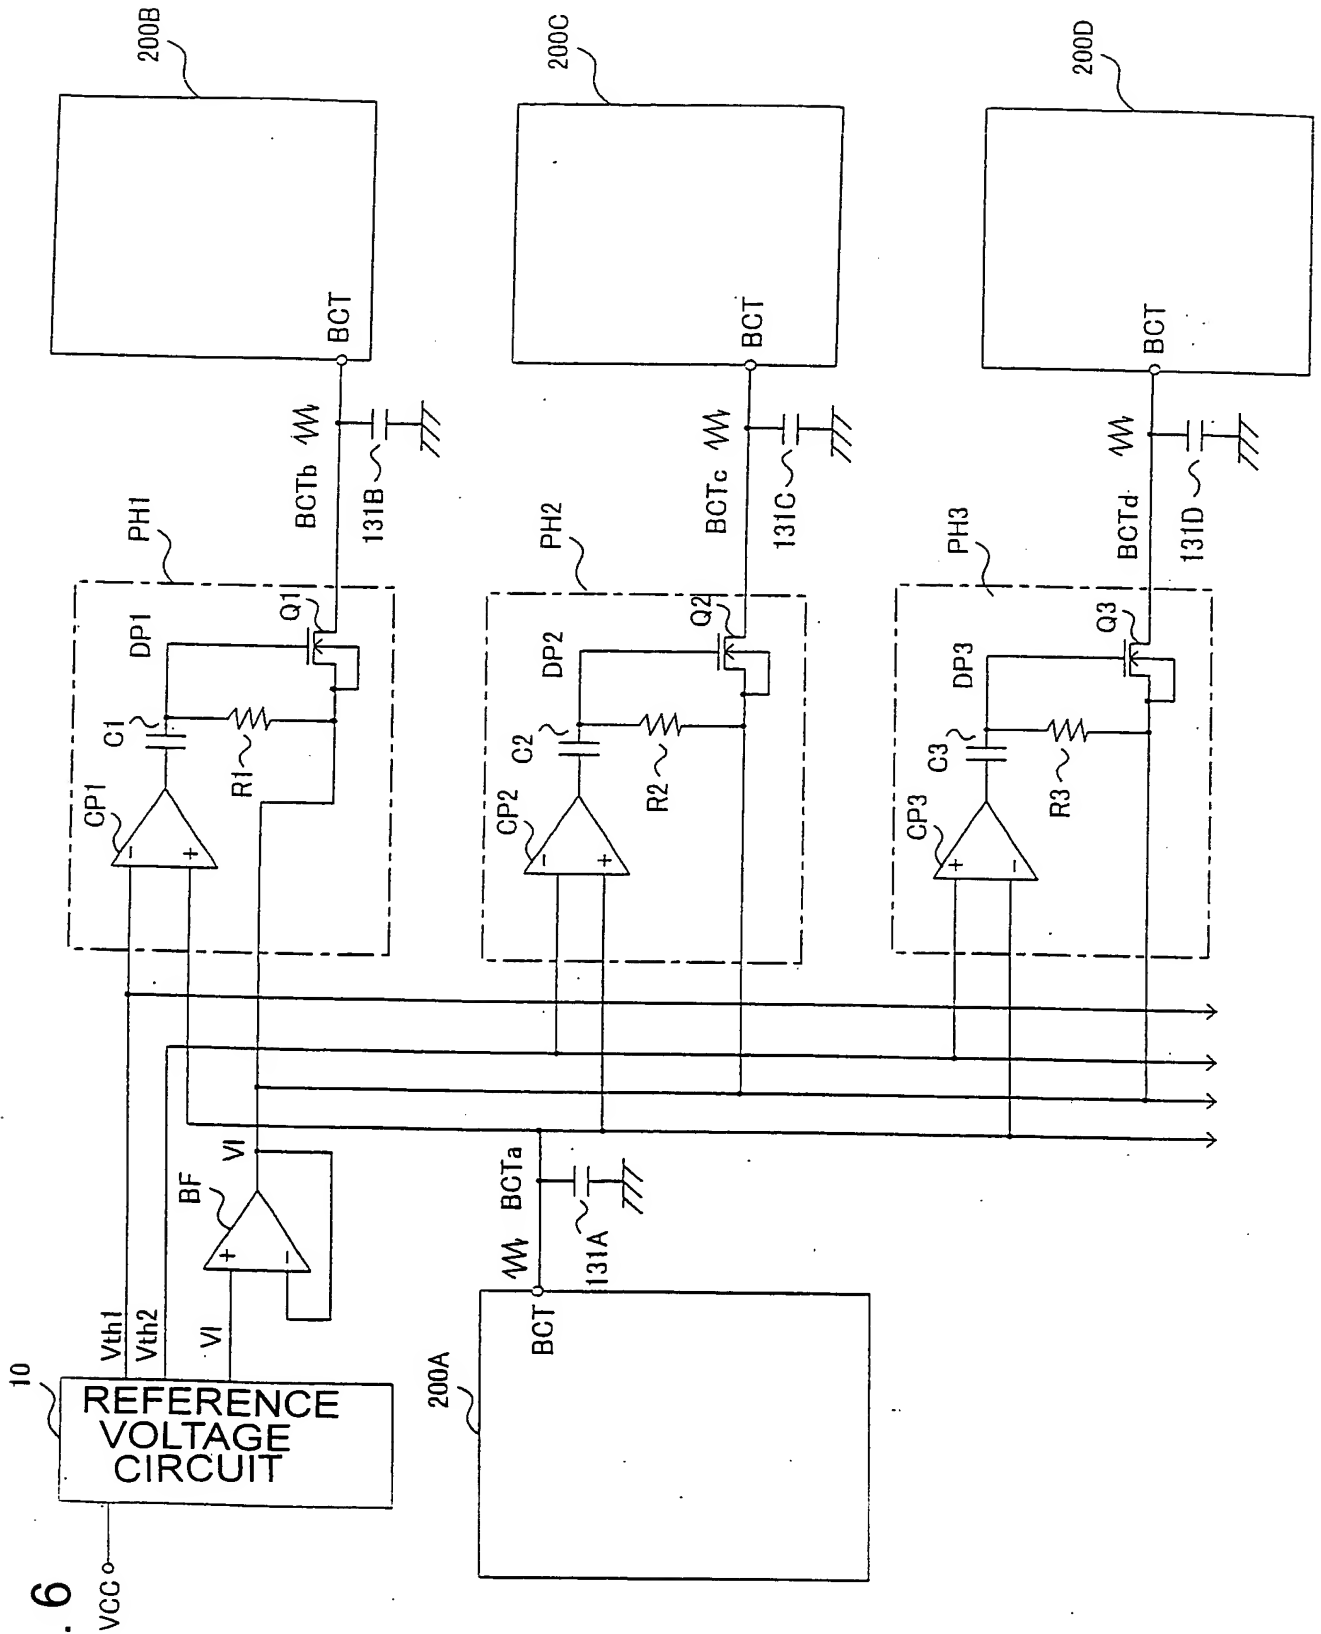 . 6
VCC
10
REFERENCE
VOLTAGE
CIRCUIT
Vth1
Vth2
VI
BF
VI
200A
BCT
BCTa
131A
PH1
CP1
C1
R1
DP1
Q1
BCTb
131B
BCT
200B
PH2
CP2
C2
R2
DP2
Q2
BCTc
131C
BCT
200C
PH3
CP3
C3
R3
DP3
Q3
BCTd
131D
BCT
200D
+
-
-
+
-
+
+
-